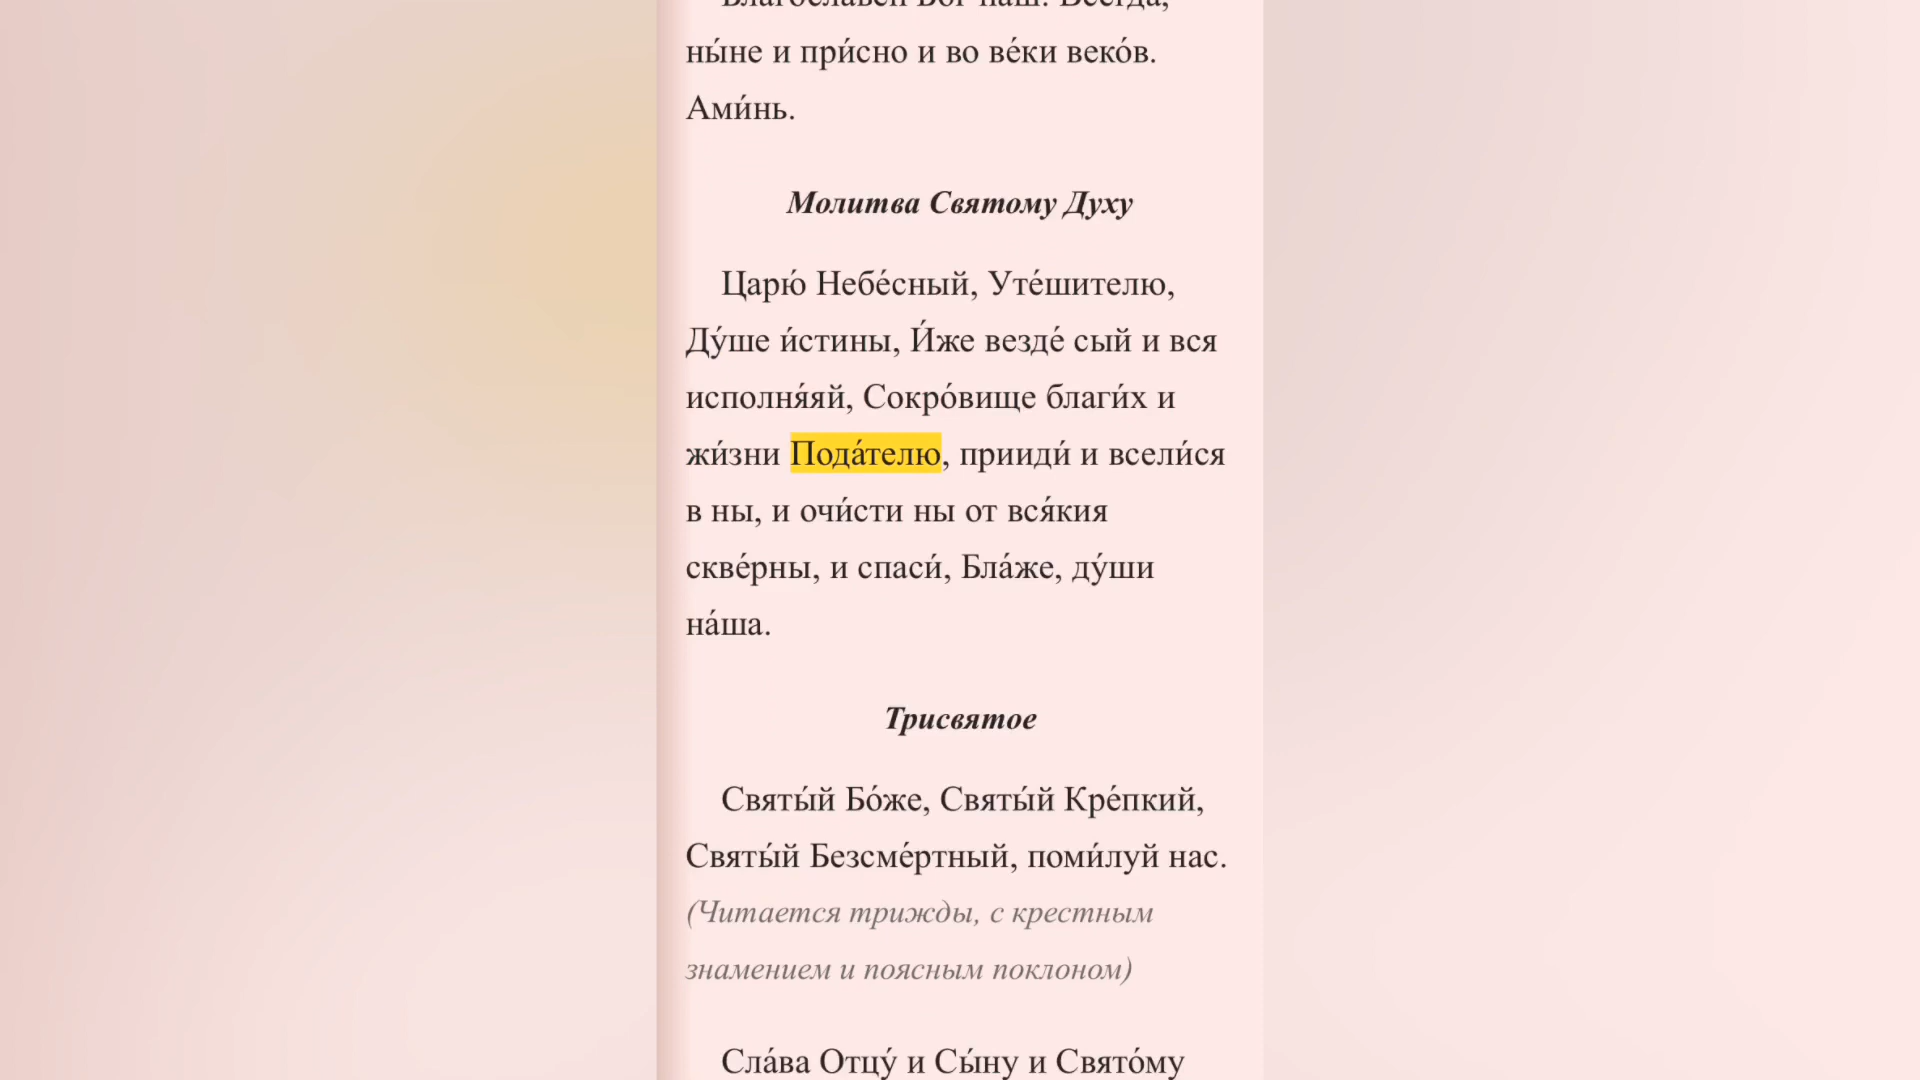 ны́не и при́сно и во ве́ки веко́в.
Ами́нь.
Молитва Святому Духу
Царю́ Небе́сный, Уте́шителю,
Ду́ше и́стины, И́же везде́ сый и вся
исполня́яй, Сокро́вище благи́х и
жи́зни Пода́телю, прииди́ и всели́ся
в ны, и очи́сти ны от вся́кия
скве́рны, и спаси́, Бла́же, ду́ши
на́ша.
Трисвятое
Святы́й Бо́же, Святы́й Кре́пкий,
Святы́й Безсме́ртный, поми́луй нас.
(Читается трижды, с крестным
знамением и поясным поклоном)
Сла́ва Отцу́ и Сы́ну и Свято́му